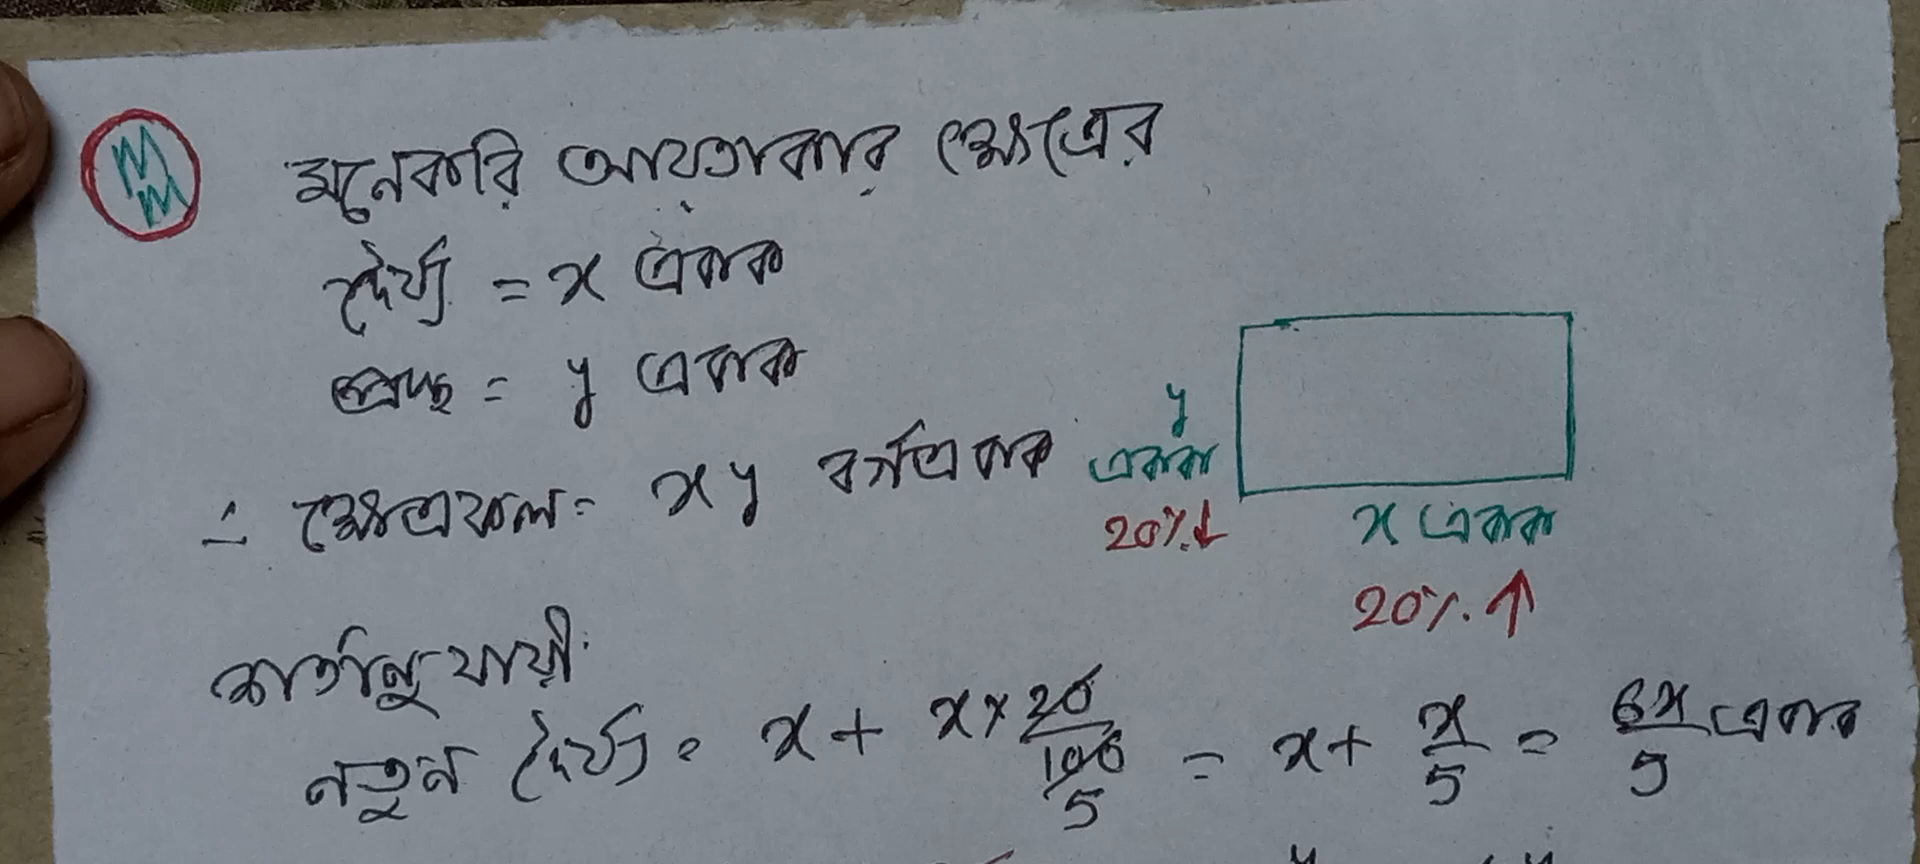 MM
মনেকরি আয়তাকার ক্ষেত্রের
দৈর্ঘ্য = x একক
প্রস্থ = y একক
∴ ক্ষেত্রফল = xy বর্গএকক
y
একক
20%↓
x একক
20%.↑
শর্তানুযায়ী
নতুন দৈর্ঘ্য = x + x × 20/100 5 = x + x/5 = 6x/5 একক